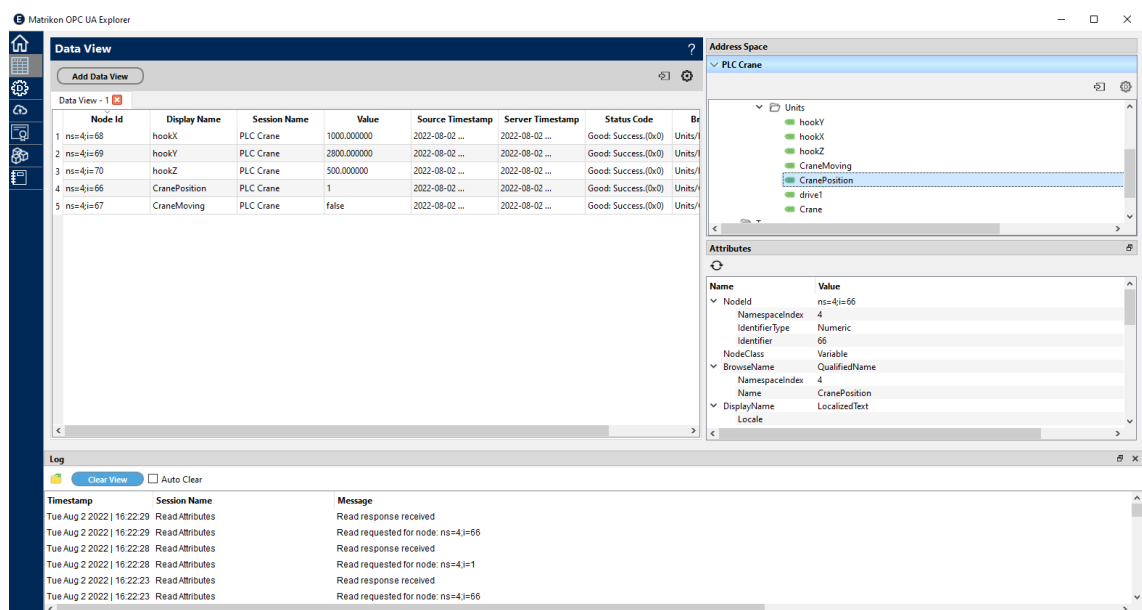 Matrikon OPC UA Explorer
Data View
?
Add Data View
Data View - 1
Node Id Display Name Session Name Value Source Timestamp Server Timestamp Status Code Br
1 ns=4;i=68 hookX PLC Crane 1000.000000 2022-08-02 ... 2022-08-02 ... Good: Success.(0x0) Units/
2 ns=4;i=69 hookY PLC Crane 2800.000000 2022-08-02 ... 2022-08-02 ... Good: Success.(0x0) Units/
3 ns=4;i=70 hookZ PLC Crane 500.000000 2022-08-02 ... 2022-08-02 ... Good: Success.(0x0) Units/
4 ns=4;i=66 CranePosition PLC Crane 1 2022-08-02 ... 2022-08-02 ... Good: Success.(0x0) Units/
5 ns=4;i=67 CraneMoving PLC Crane false 2022-08-02 ... 2022-08-02 ... Good: Success.(0x0) Units/
Address Space
PLC Crane
Units
hookY
hookX
hookZ
CraneMoving
CranePosition
drive1
Crane
Attributes
Name Value
NodeId ns=4;i=66
NamespaceIndex 4
IdentifierType Numeric
Identifier 66
NodeClass Variable
BrowseName QualifiedName
NamespaceIndex 4
Name CranePosition
DisplayName LocalizedText
Locale
Log
Clear View Auto Clear
Timestamp Session Name Message
Tue Aug 2 2022 | 16:22:29 ReadAttributes Read response received
Tue Aug 2 2022 | 16:22:29 ReadAttributes Read requested for node: ns=4;i=66
Tue Aug 2 2022 | 16:22:28 ReadAttributes Read response received
Tue Aug 2 2022 | 16:22:28 ReadAttributes Read requested for node: ns=4;i=1
Tue Aug 2 2022 | 16:22:23 ReadAttributes Read response received
Tue Aug 2 2022 | 16:22:23 ReadAttributes Read requested for node: ns=4;i=66